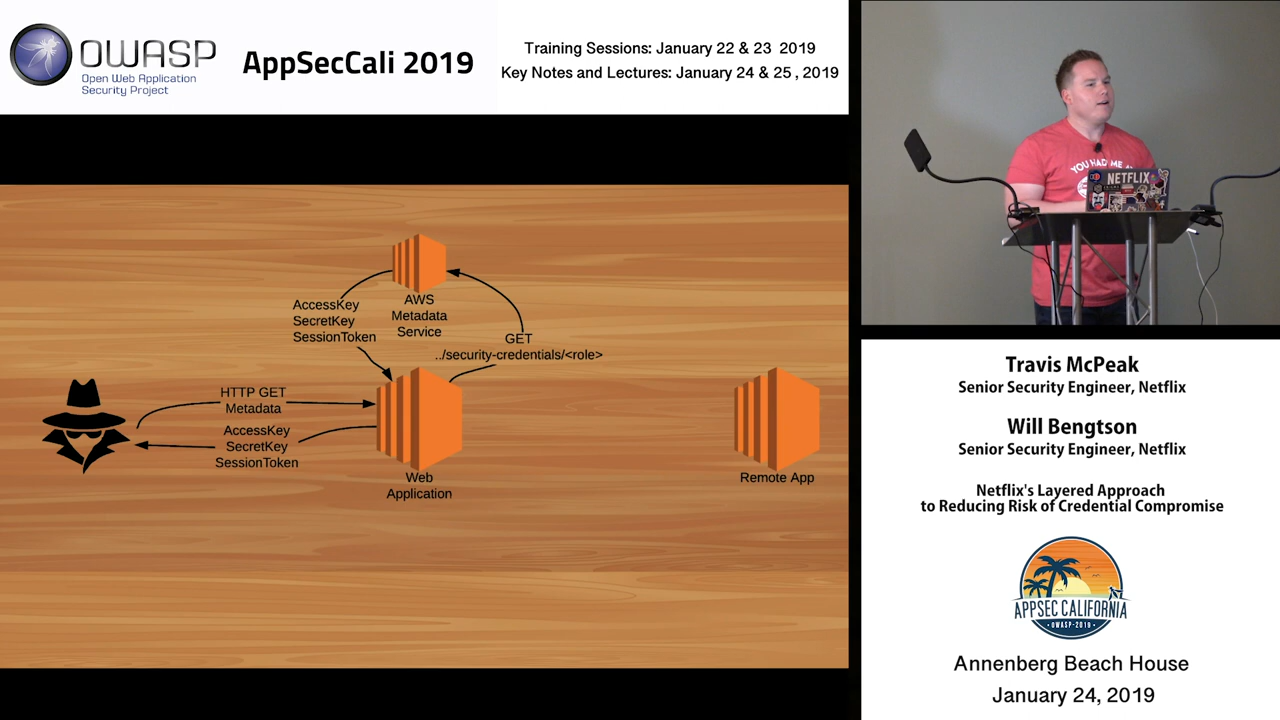 OWASP
Open Web Application
Security Project
AppSecCali 2019
Training Sessions: January 22 & 23 2019
Key Notes and Lectures: January 24 & 25 , 2019
AccessKey
SecretKey
SessionToken
AWS
Metadata
Service
GET
../security-credentials/<role>
HTTP GET
Metadata
AccessKey
SecretKey
SessionToken
Web
Application
Remote App
YOU HAD ME A
NETFLIX
Travis McPeak
Senior Security Engineer, Netflix
Will Bengtson
Senior Security Engineer, Netflix
Netflix's Layered Approach
to Reducing Risk of Credential Compromise
APPSEC CALIFORNIA
OWASP-2019
Annenberg Beach House
January 24, 2019